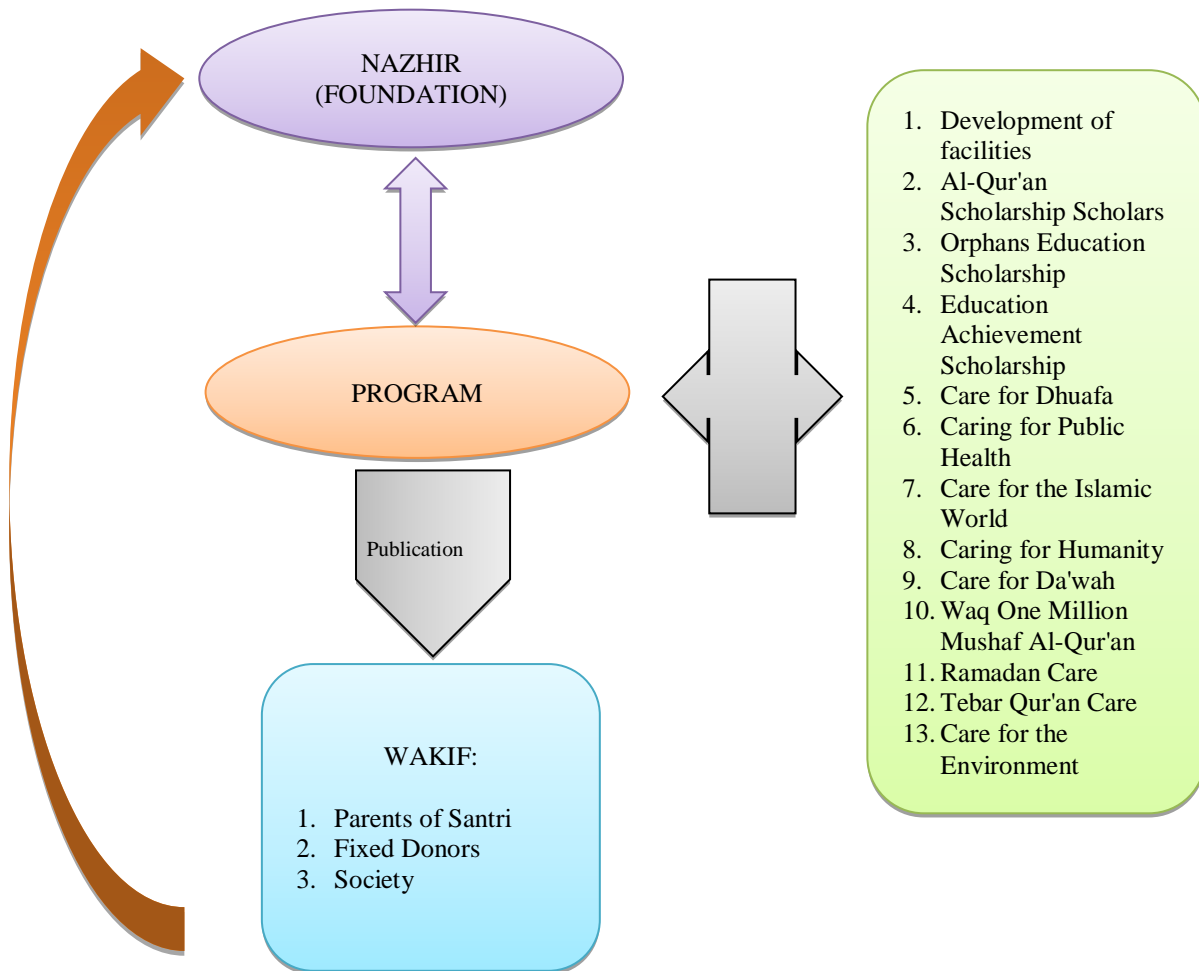 NAZHIR
(FOUNDATION)
PROGRAM
Publication
WAKIF:
1. Parents of Santri
2. Fixed Donors
3. Society
1. Development of
facilities
2. Al-Qur'an
Scholarship Scholars
3. Orphans Education
Scholarship
4. Education
Achievement
Scholarship
5. Care for Dhuafa
6. Caring for Public
Health
7. Care for the Islamic
World
8. Caring for Humanity
9. Care for Da'wah
10. Waq One Million
Mushaf Al-Qur'an
11. Ramadan Care
12. Tebar Qur'an Care
13. Care for the
Environment